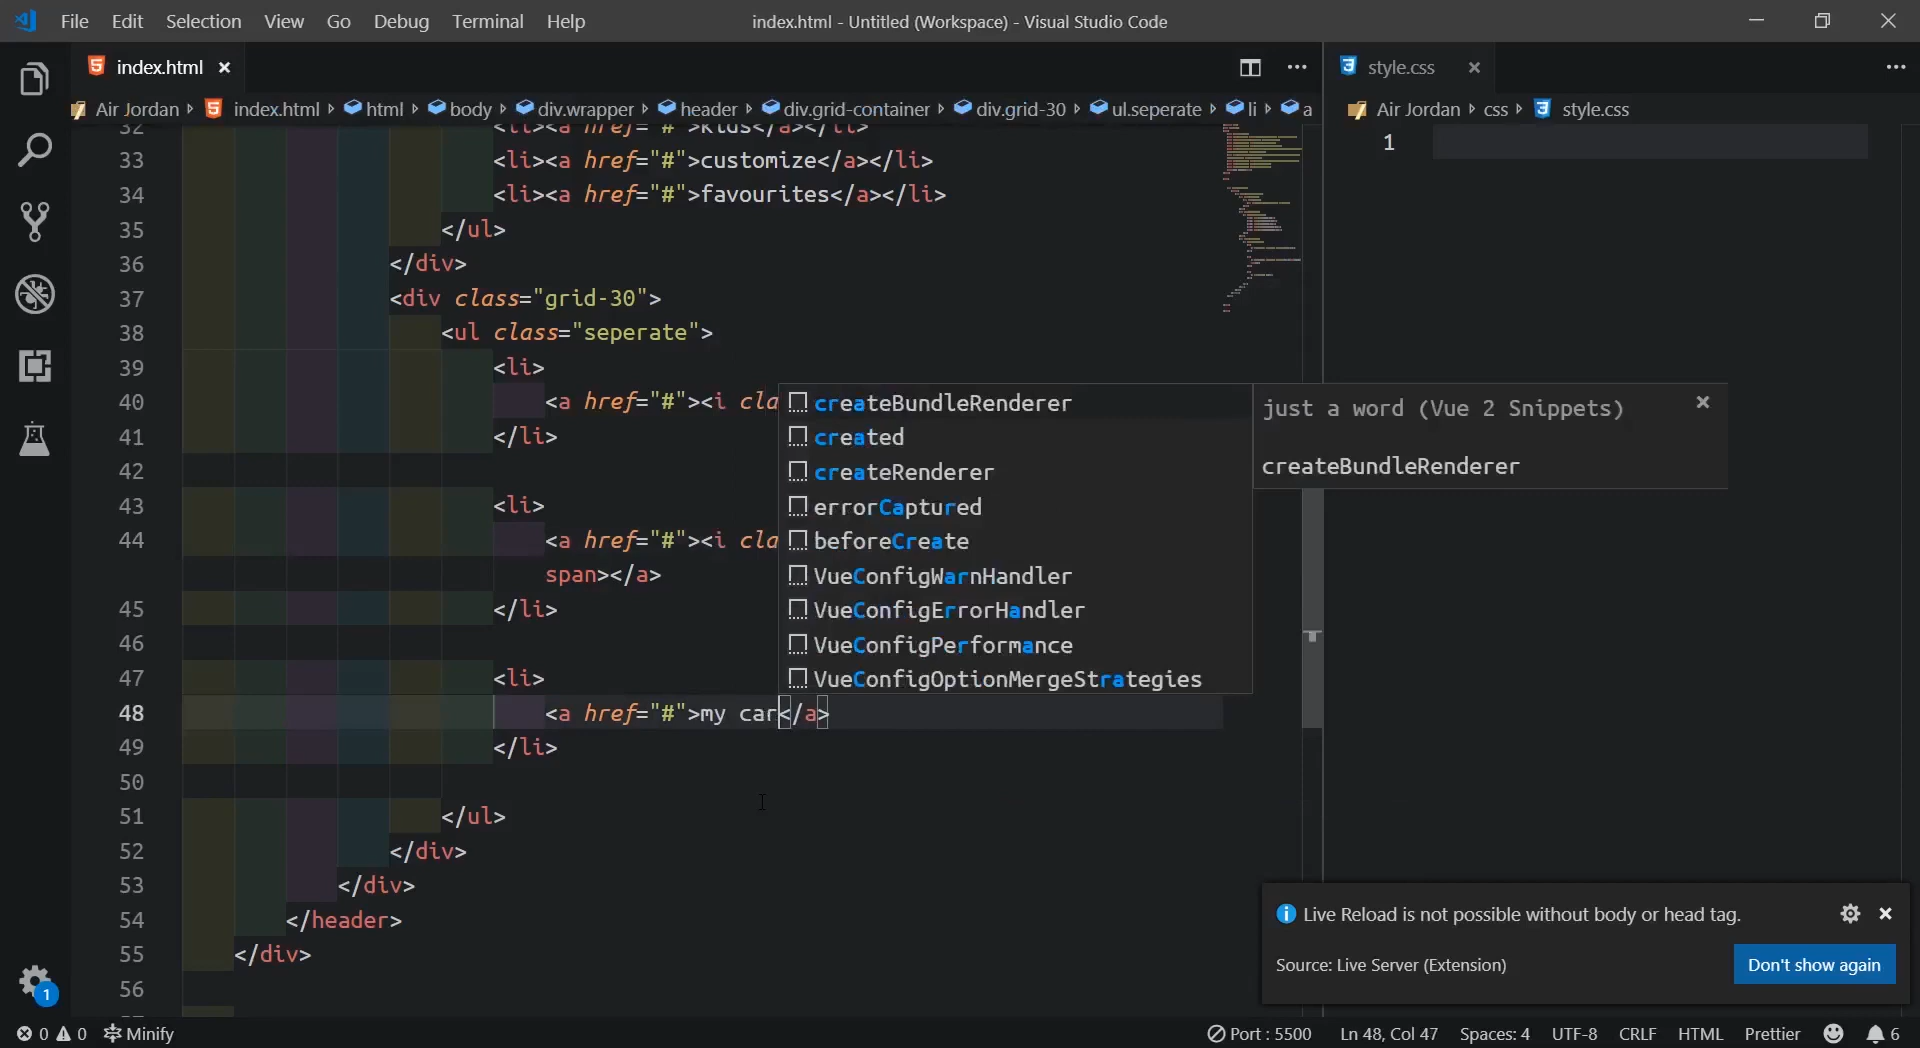 File Edit Selection View Go Debug Terminal Help
index.html - Untitled (Workspace) - Visual Studio Code
index.html
style.css
Air Jordan index.html html body div.wrapper header div.grid-container div.grid-30 ul.seperate li a
Air Jordan css style.css
1
32 <li><a href="#">kids</a></li>
33 <li><a href="#">customize</a></li>
34 <li><a href="#">favourites</a></li>
35 </ul>
36 </div>
37 <div class="grid-30">
38 <ul class="seperate">
39 <li>
40 <a href="#"><i cla
41 </li>
42
43 <li>
44 <a href="#"><i cla
span></a>
45 </li>
46
47 <li>
48 <a href="#">my car</a>
49 </li>
50
51 </ul>
52 </div>
53 </div>
54 </header>
55 </div>
56
createBundleRenderer
created
createRenderer
errorCaptured
beforeCreate
VueConfigWarnHandler
VueConfigErrorHandler
VueConfigPerformance
VueConfigOptionMergeStrategies
just a word (Vue 2 Snippets)
createBundleRenderer
Live Reload is not possible without body or head tag.
Source: Live Server (Extension)
Don't show again
1
0 0 Minify
Port : 5500 Ln 48, Col 47 Spaces: 4 UTF-8 CRLF HTML Prettier 6